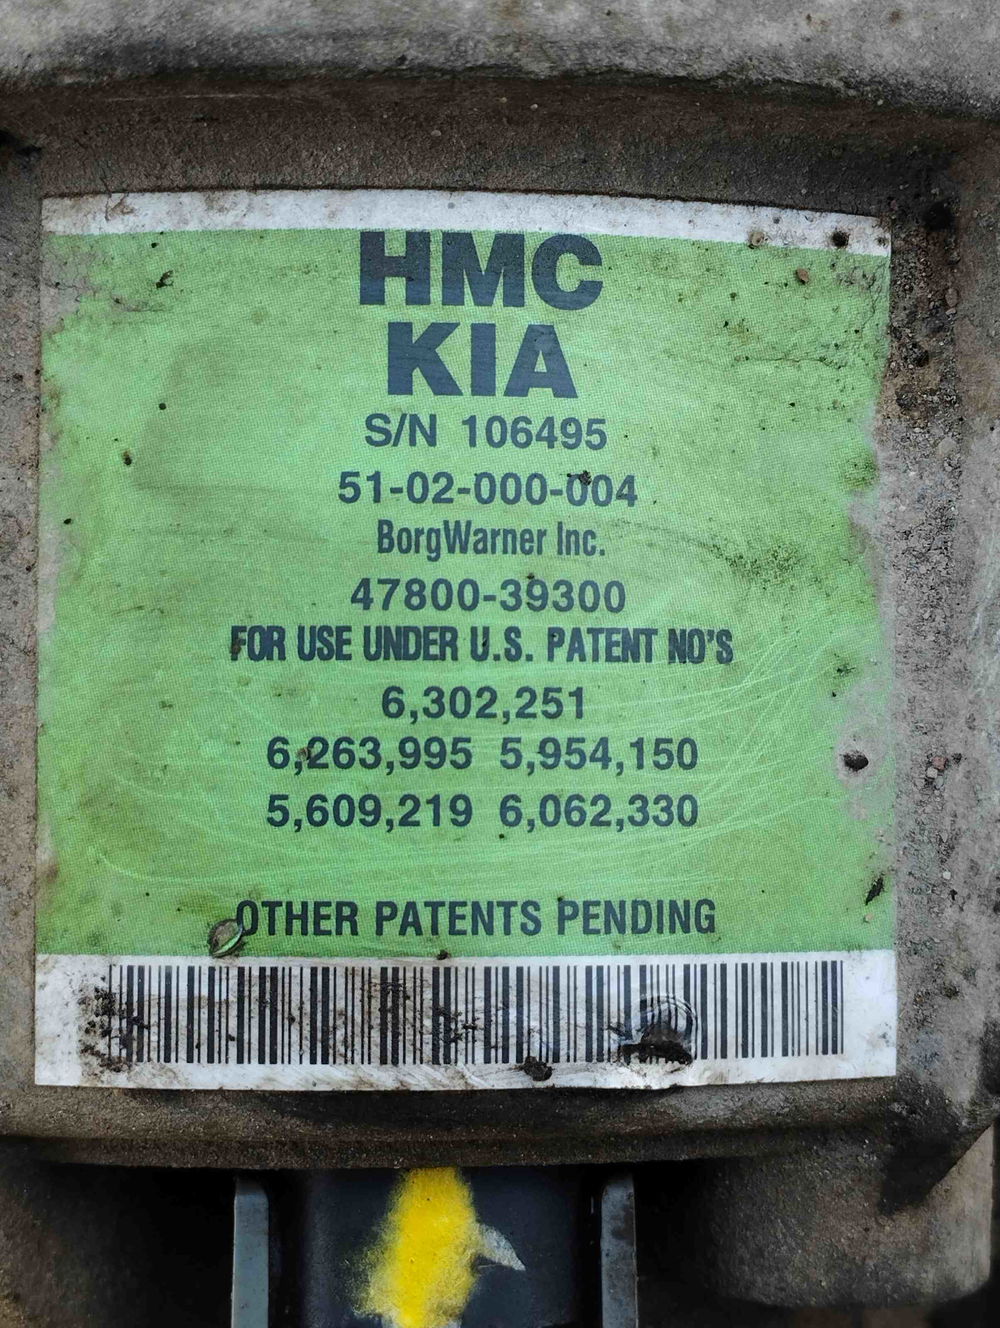 HMC
KIA
S/N 106495
51-02-000-004
BorgWarner Inc.
47800-39300
FOR USE UNDER U.S. PATENT NO'S
6,302,251
6,263,995 5,954,150
5,609,219 6,062,330
OTHER PATENTS PENDING